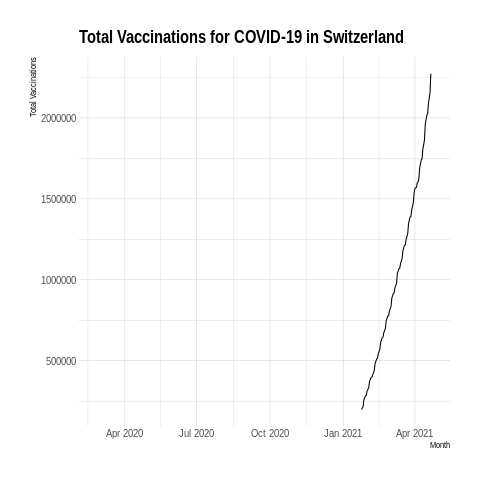 Total Vaccinations for COVID-19 in Switzerland
Total Vaccinations
2000000
1500000
1000000
500000
Apr 2020 Jul 2020 Oct 2020 Jan 2021 Apr 2021
Month